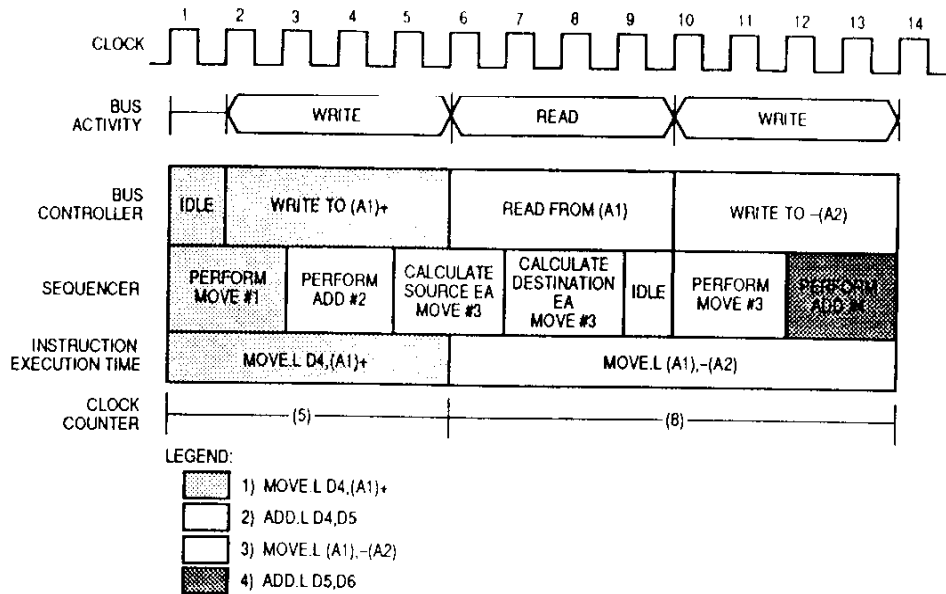 1 2 3 4 5 6 7 8 9 10 11 12 13 14
CLOCK
BUS
ACTIVITY
WRITE
READ
WRITE
BUS
CONTROLLER
IDLE
WRITE TO (A1)+
READ FROM (A1)
WRITE TO –(A2)
SEQUENCER
PERFORM
MOVE #1
PERFORM
ADD #2
CALCULATE
SOURCE EA
MOVE #3
CALCULATE
DESTINATION
EA
MOVE #3
IDLE
PERFORM
MOVE #3
PERFORM
ADD #4
INSTRUCTION
EXECUTION TIME
MOVE.L D4,(A1)+
MOVE.L (A1),–(A2)
CLOCK
COUNTER
(5)
(8)
LEGEND:
1) MOVE.L D4,(A1)+
2) ADD.L D4,D5
3) MOVE.L (A1),–(A2)
4) ADD.L D5,D6